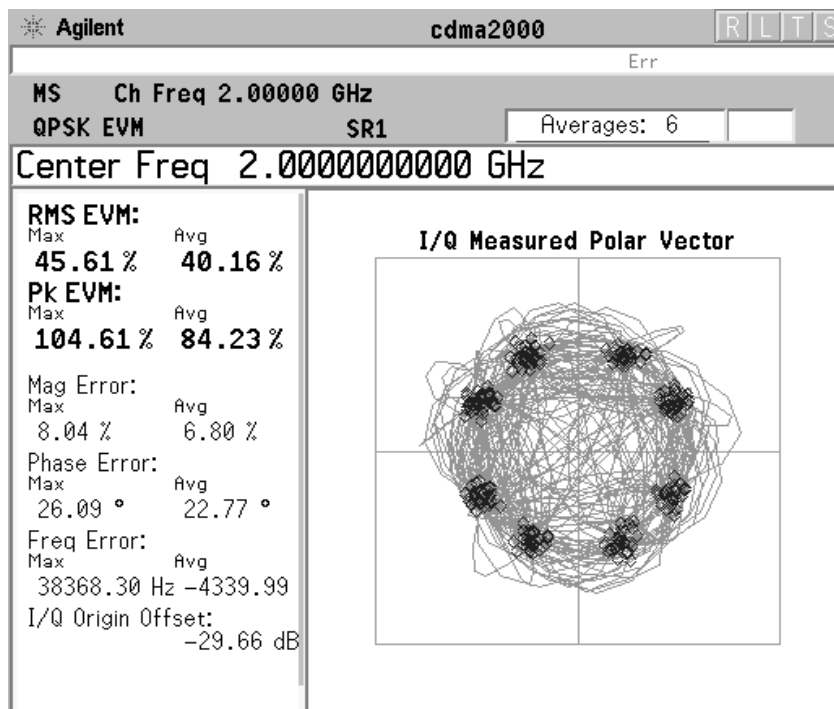 Agilent cdma2000 R L T S
Err
MS Ch Freq 2.00000 GHz
QPSK EVM SR1 Averages: 6
Center Freq 2.0000000000 GHz
RMS EVM:
Max Avg
45.61 % 40.16 %
Pk EVM:
Max Avg
104.61 % 84.23 %
Mag Error:
Max Avg
8.04 % 6.80 %
Phase Error:
Max Avg
26.09 ° 22.77 °
Freq Error:
Max Avg
38368.30 Hz -4339.99
I/Q Origin Offset:
-29.66 dB
I/Q Measured Polar Vector